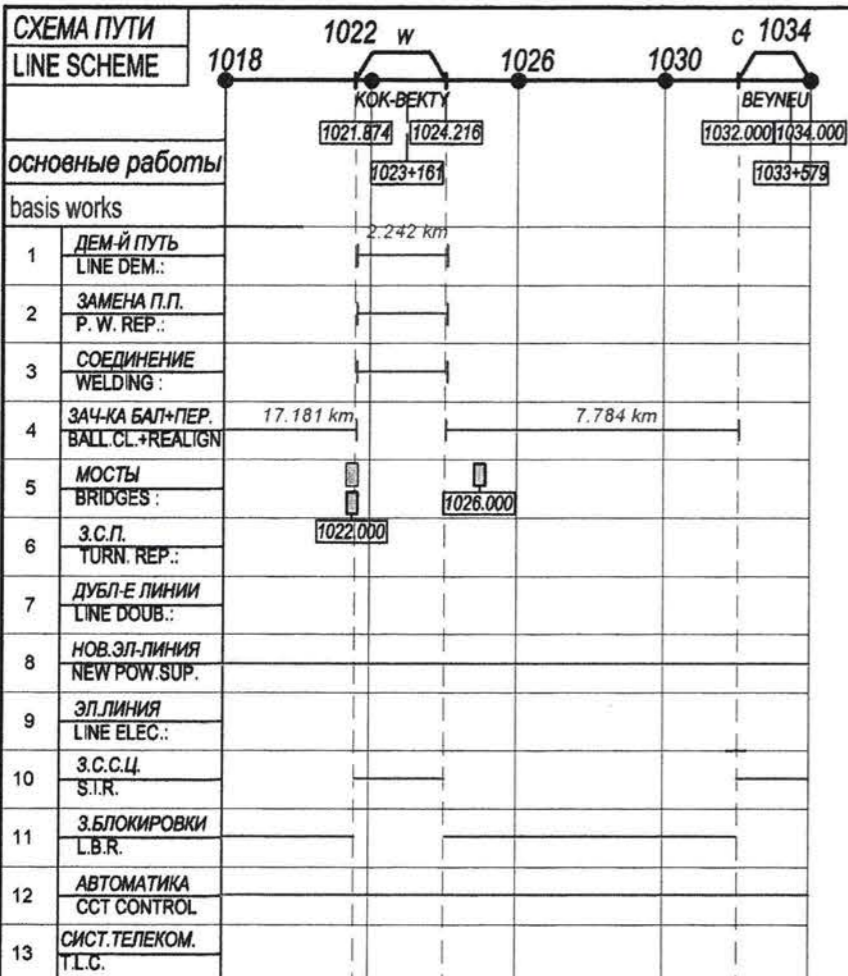 СХЕМА ПУТИ
LINE SCHEME
1018
1022
W
1026
1030
C
1034
KOK-BEKTY
BEYNEU
1021.874
1024.216
1032.000
1034.000
1023+161
1033+579
основные работы
basis works
2.242 km
1
ДЕМ-Й ПУТЬ
LINE DEM.:
2
ЗАМЕНА П.П.
P. W. REP.:
3
СОЕДИНЕНИЕ
WELDING :
4
ЗАЧ-КА БАЛ+ПЕР.
BALL.CL.+REALIGN
17.181 km
7.784 km
5
МОСТЫ
BRIDGES :
1026.000
1022.000
6
З.С.П.
TURN. REP.:
7
ДУБЛ-Е ЛИНИИ
LINE DOUB.:
8
НОВ.ЭЛ-ЛИНИЯ
NEW POW.SUP.
9
ЭЛ.ЛИНИЯ
LINE ELEC.:
10
З.С.С.Ц.
S.I.R.
11
З.БЛОКИРОВКИ
L.B.R.
12
АВТОМАТИКА
CCT CONTROL
13
СИСТ.ТЕЛЕКОМ.
T.L.C.